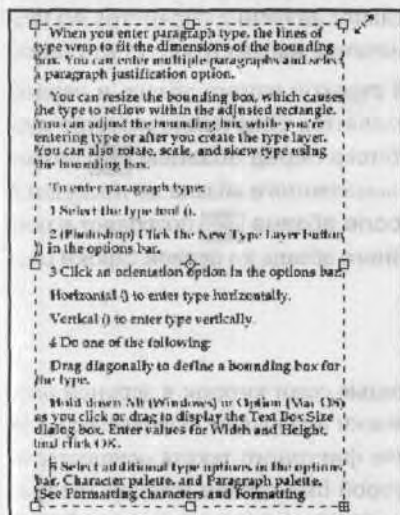 When you enter paragraph type, the lines of
type wrap to fit the dimensions of the bounding
box. You can enter multiple paragraphs and select
a paragraph justification option.
You can resize the bounding box, which causes
the type to reflow within the adjusted rectangle.
You can adjust the bounding box while you're
entering type or after you create the type layer.
You can also rotate, scale, and skew type using
the bounding box.
To enter paragraph type:
1 Select the type tool ().
2 (Photoshop) Click the New Type Layer button
() in the options bar.
3 Click an orientation option in the options bar:
Horizontal () to enter type horizontally.
Vertical () to enter type vertically.
4 Do one of the following:
Drag diagonally to define a bounding box for
the type.
Hold down Alt (Windows) or Option (Mac OS)
as you click or drag to display the Text Box Size
dialog box. Enter values for Width and Height,
and click OK.
5 Select additional type options in the options
bar, Character palette, and Paragraph palette.
See Formatting characters and Formatting